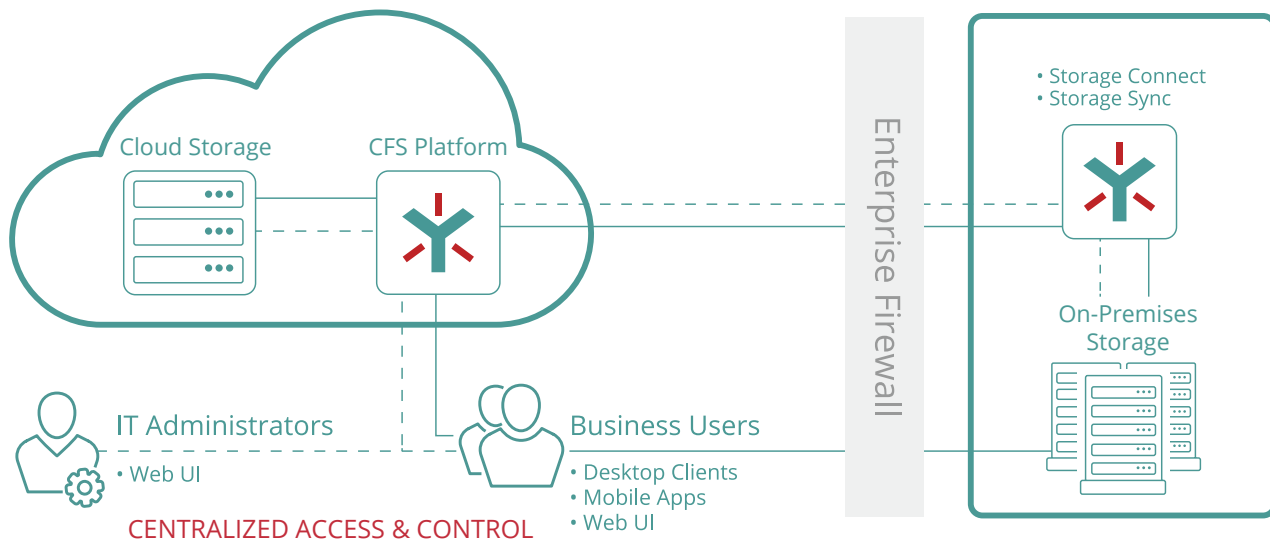 • Storage Connect
• Storage Sync
Cloud Storage
CFS Platform
Enterprise Firewall
On-Premises
Storage
IT Administrators
• Web UI
Business Users
• Desktop Clients
• Mobile Apps
• Web UI
CENTRALIZED ACCESS & CONTROL